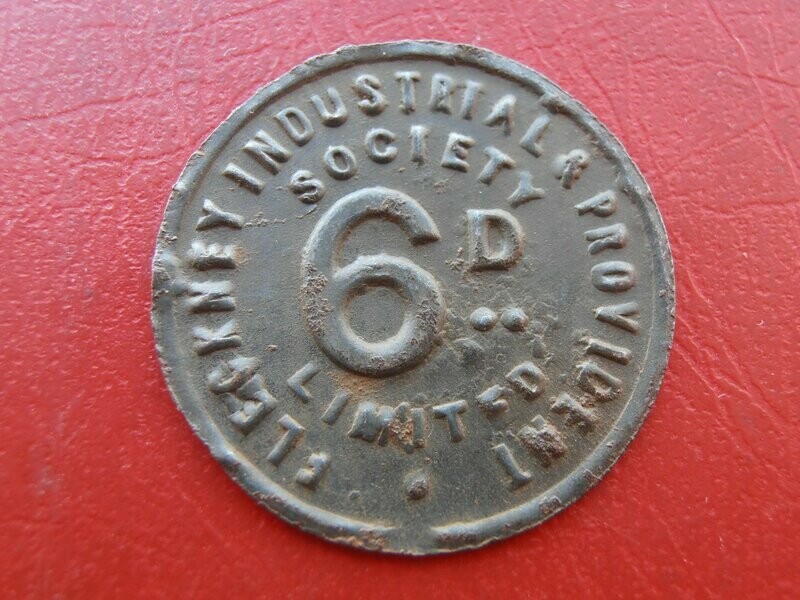 FLECKNEY INDUSTRIAL & PROVIDENT
SOCIETY
6D
LIMITED